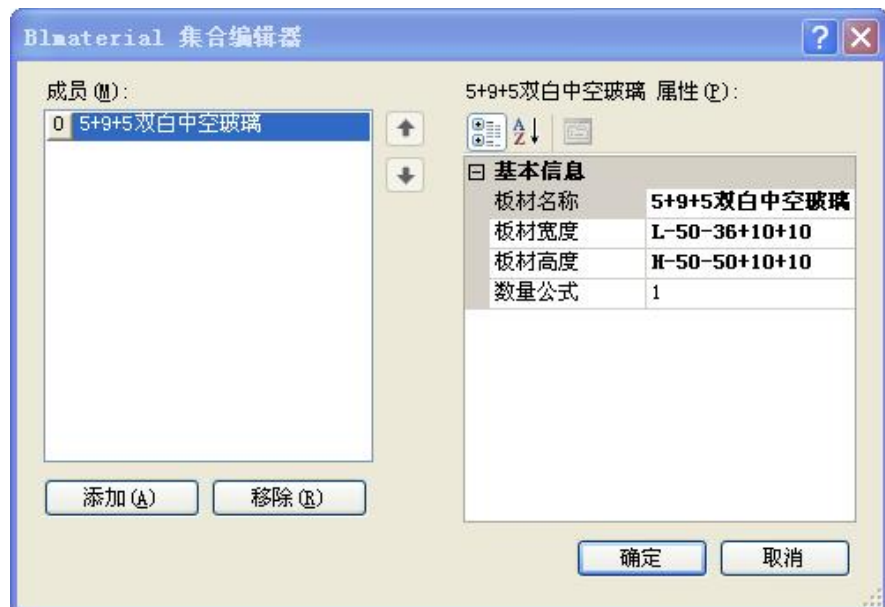 Blmaterial 集合编辑器
成员(M):
0 5+9+5双白中空玻璃
添加(A)
移除(R)
5+9+5双白中空玻璃 属性(P):
基本信息
板材名称 5+9+5双白中空玻璃
板材宽度 L-50-36+10+10
板材高度 H-50-50+10+10
数量公式 1
确定
取消